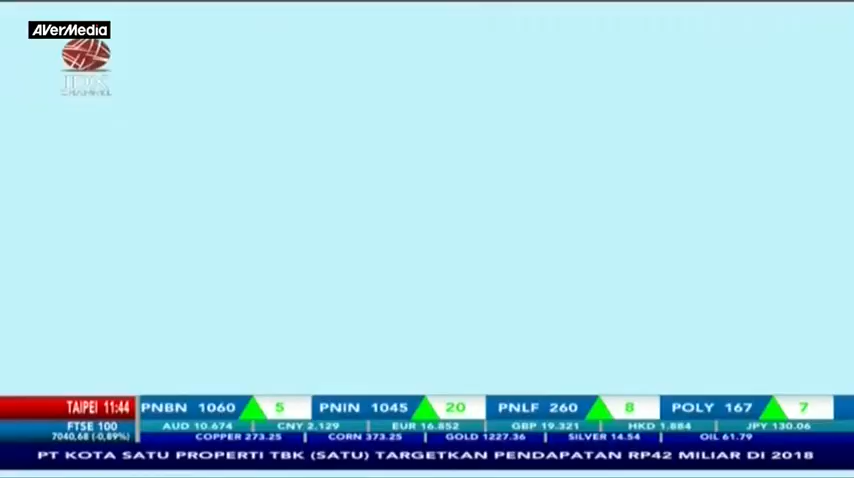 AVerMedia
IDX
CHANNEL
TAIPEI 11:44 PNBN 1060 5 PNIN 1045 20 PNLF 260 8 POLY 167 7
FTSE 100 AUD 10.674 CNY 2.129 EUR 16.852 GBP 19.321 HKD 1.884 JPY 130.06
7040,68 (-0,89%) COPPER 273.25 CORN 373.25 GOLD 1227.36 SILVER 14.54 OIL 61.79
PT KOTA SATU PROPERTI TBK (SATU) TARGETKAN PENDAPATAN RP42 MILIAR DI 2018